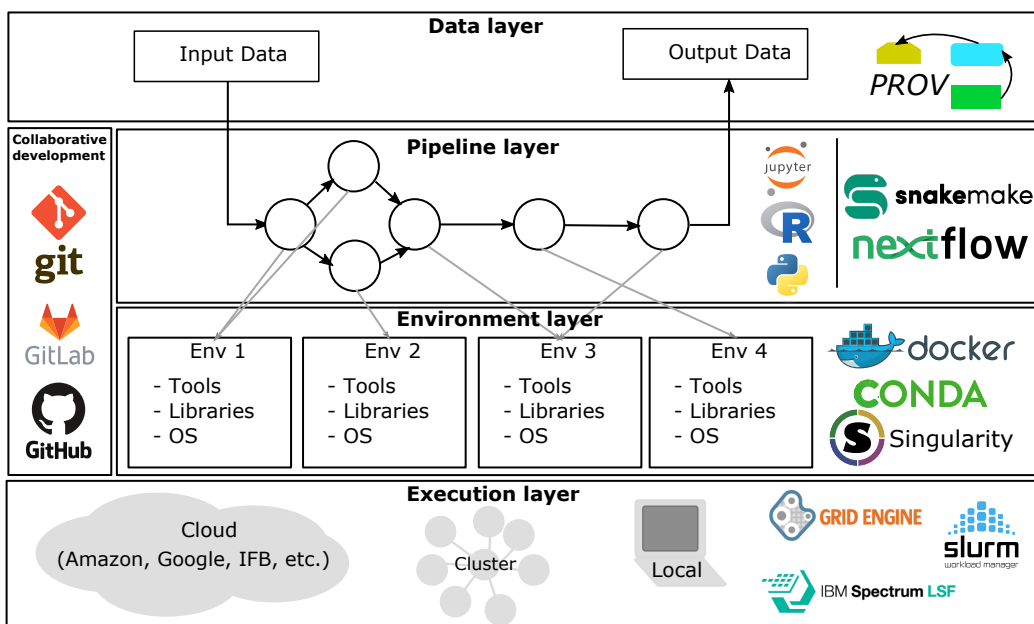 Data layer
Input Data
Output Data
PROV
Collaborative
development
git
GitLab
GitHub
Pipeline layer
jupyter
R
snakemake
nextflow
Environment layer
Env 1
- Tools
- Libraries
- OS
Env 2
- Tools
- Libraries
- OS
Env 3
- Tools
- Libraries
- OS
Env 4
- Tools
- Libraries
- OS
docker
CONDA
S
Singularity
Execution layer
Cloud
(Amazon, Google, IFB, etc.)
Cluster
Local
GRID ENGINE
slurm
workload manager
IBM Spectrum LSF